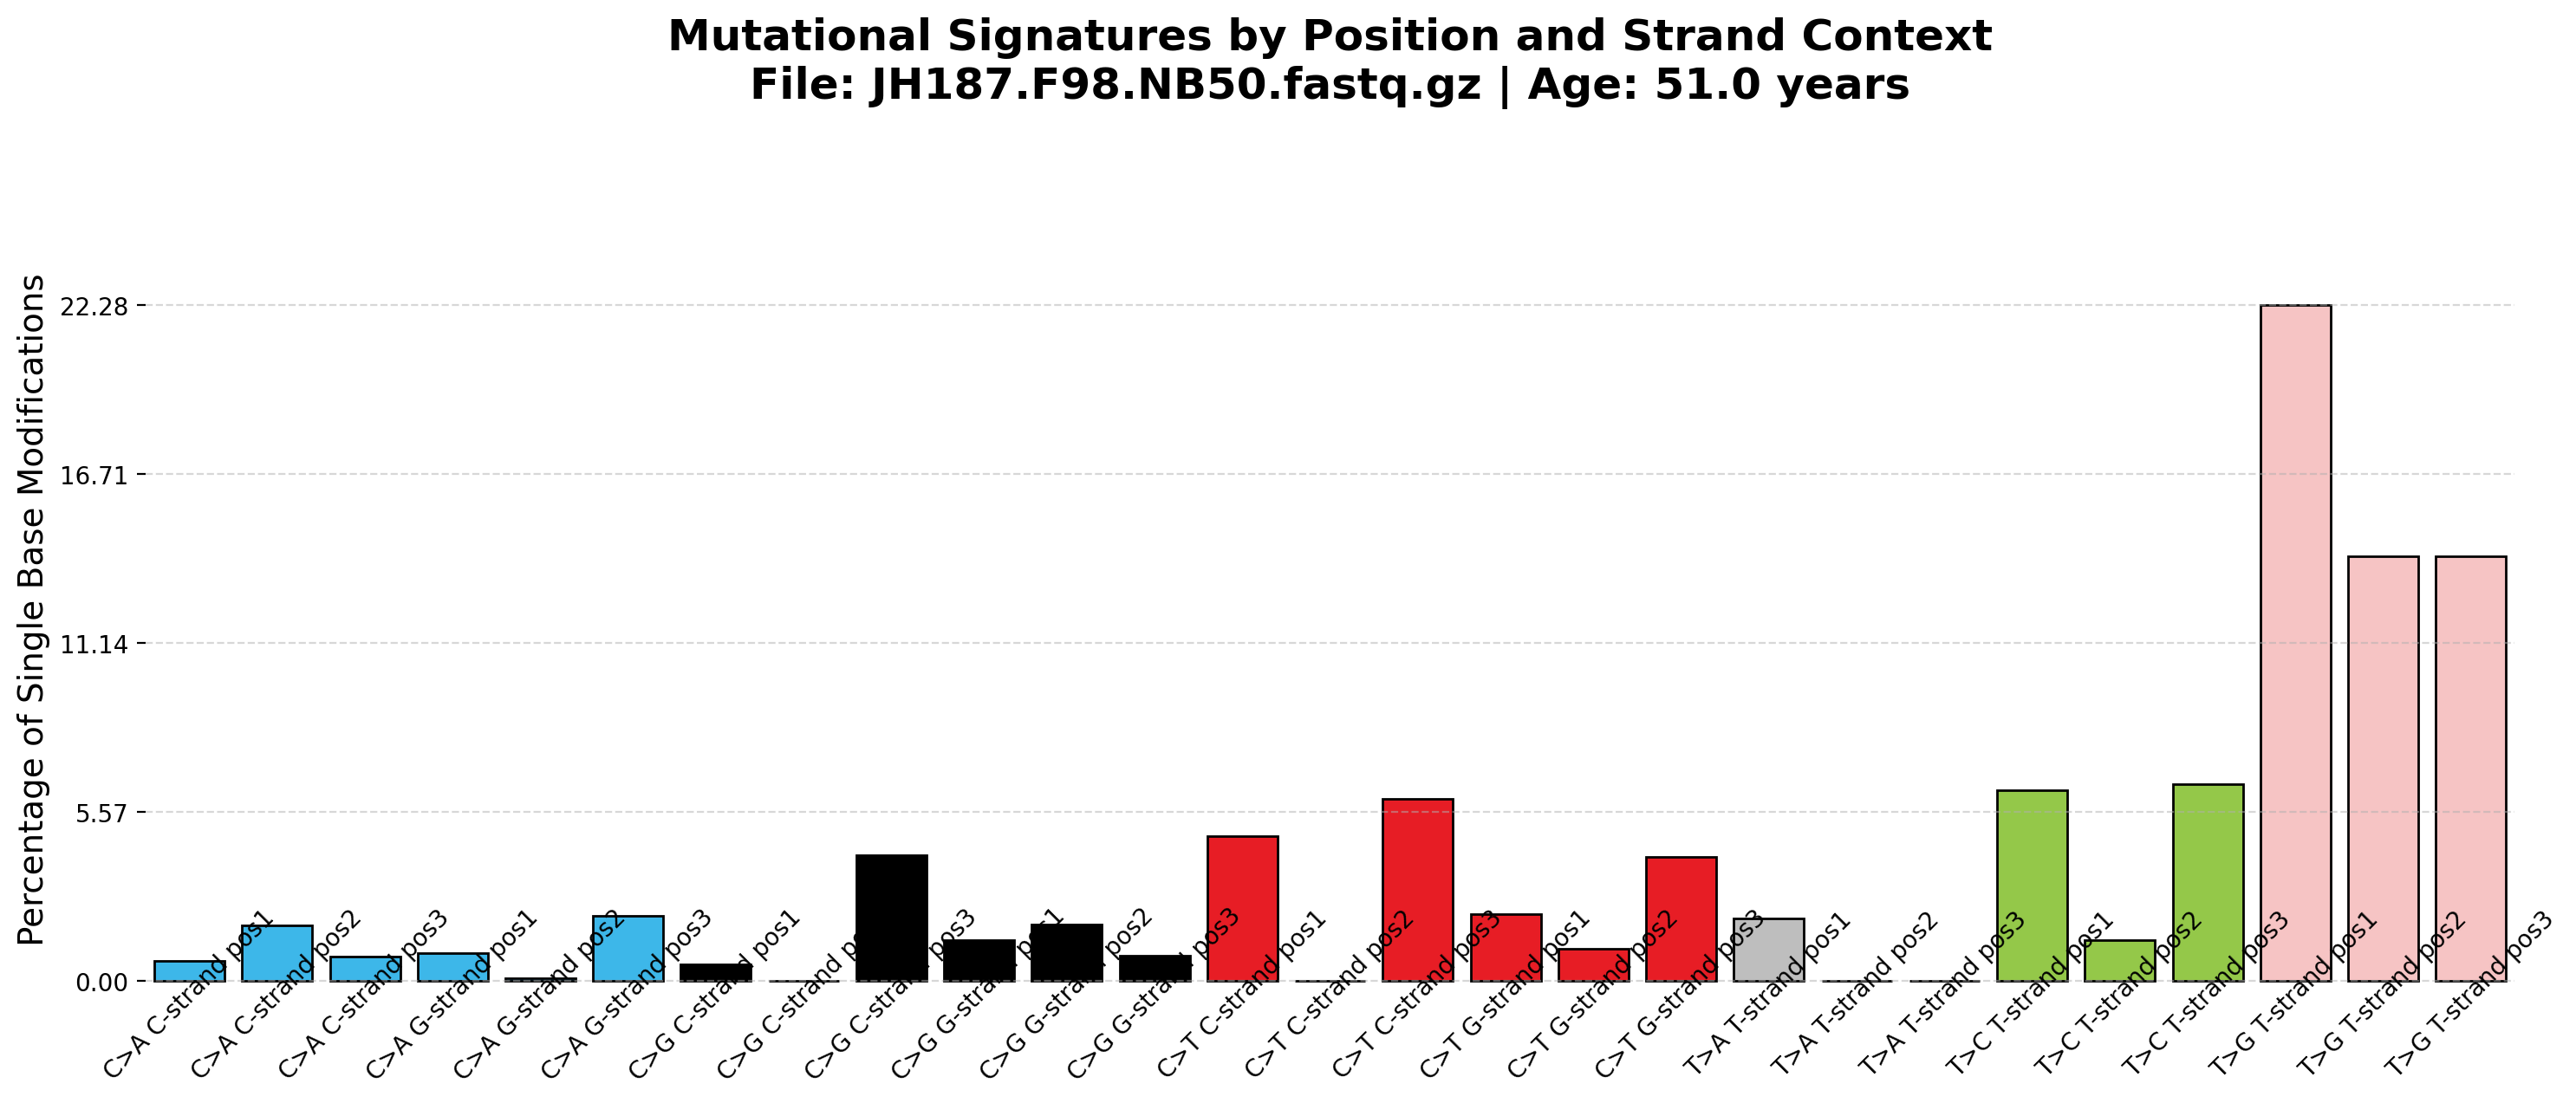 Mutational Signatures by Position and Strand Context
File: JH187.F98.NB50.fastq.gz | Age: 51.0 years
Percentage of Single Base Modifications
22.28
16.71
11.14
5.57
0.00
C>A C-strand pos1
C>A C-strand pos2
C>A C-strand pos3
C>A G-strand pos1
C>A G-strand pos2
C>A G-strand pos3
C>G C-strand pos1
C>G C-strand pos2
C>G C-strand pos3
C>G G-strand pos1
C>G G-strand pos2
C>G G-strand pos3
C>T C-strand pos1
C>T C-strand pos2
C>T C-strand pos3
C>T G-strand pos1
C>T G-strand pos2
C>T G-strand pos3
T>A T-strand pos1
T>A T-strand pos2
T>A T-strand pos3
T>C T-strand pos1
T>C T-strand pos2
T>C T-strand pos3
T>G T-strand pos1
T>G T-strand pos2
T>G T-strand pos3